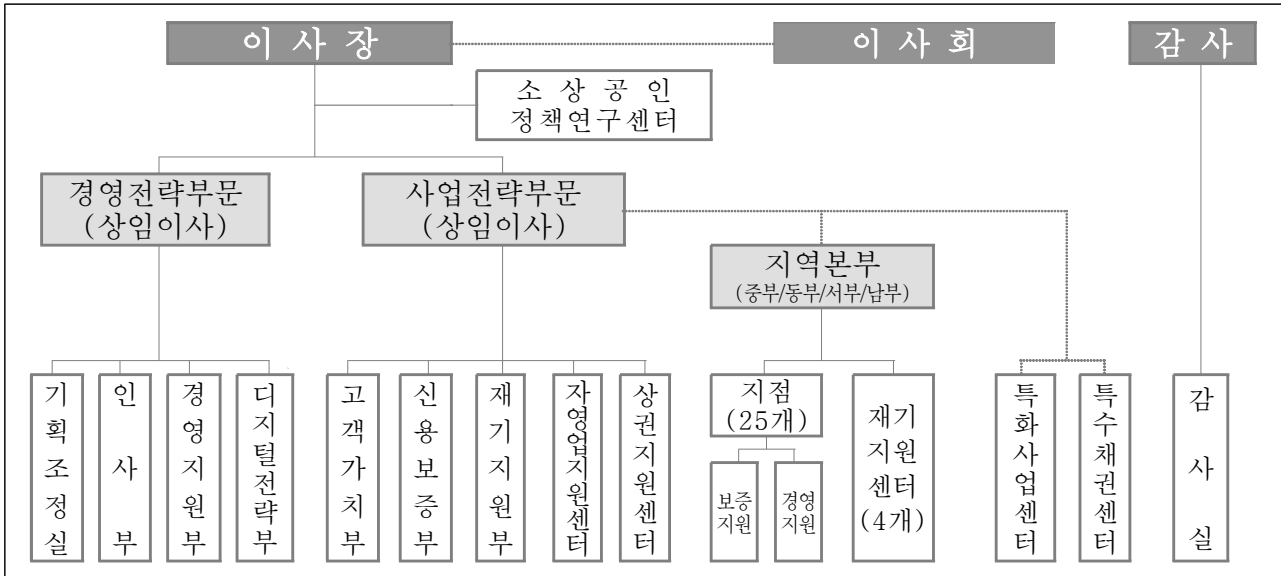 이 사 장
이 사 회
감 사
소 상 공 인
정책연구센터
경영전략부문
(상임이사)
사업전략부문
(상임이사)
지역본부
(중부/동부/서부/남부)
기획조정실
인사부
경영지원부
디지털전략부
고객가치부
신용보증부
재기지원부
자영업지원센터
상권지원센터
지점
(25개)
보증
지원
경영
지원
재기
지원
센터
(4개)
특화사업센터
특수채권센터
감사실